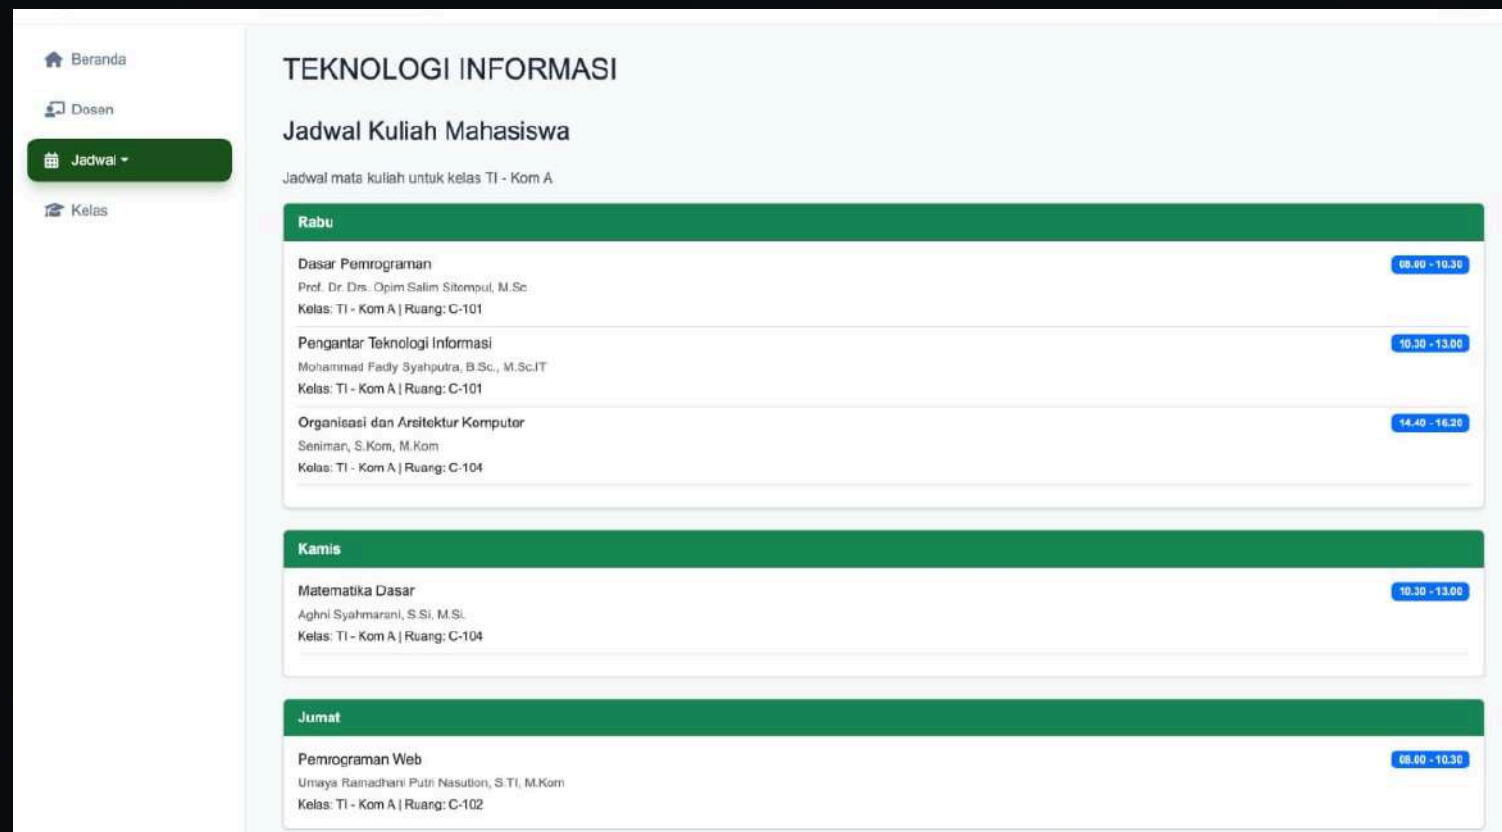 Beranda
Dosen
Jadwal
Kelas
TEKNOLOGI INFORMASI
Jadwal Kuliah Mahasiswa
Jadwal mata kuliah untuk kelas TI - Kom A
Rabu
Dasar Pemrograman
08.00 - 10.30
Prof. Dr. Drs. Opim Salim Sitompul, M.Sc
Kelas: TI - Kom A | Ruang: C-101
Pengantar Teknologi Informasi
10.30 - 13.00
Mohammad Fadly Syahputra, B.Sc., M.Sc.IT
Kelas: TI - Kom A | Ruang: C-101
Organisasi dan Arsitektur Komputer
14.40 - 16.20
Seniman, S.Kom, M.Kom
Kelas: TI - Kom A | Ruang: C-104
Kamis
Matematika Dasar
10.30 - 13.00
Aghni Syahmarani, S.Si, M.Si.
Kelas: TI - Kom A | Ruang: C-104
Jumat
Pemrograman Web
08.00 - 10.30
Umaya Ramadhani Putri Nasution, S.TI, M.Kom
Kelas: TI - Kom A | Ruang: C-102